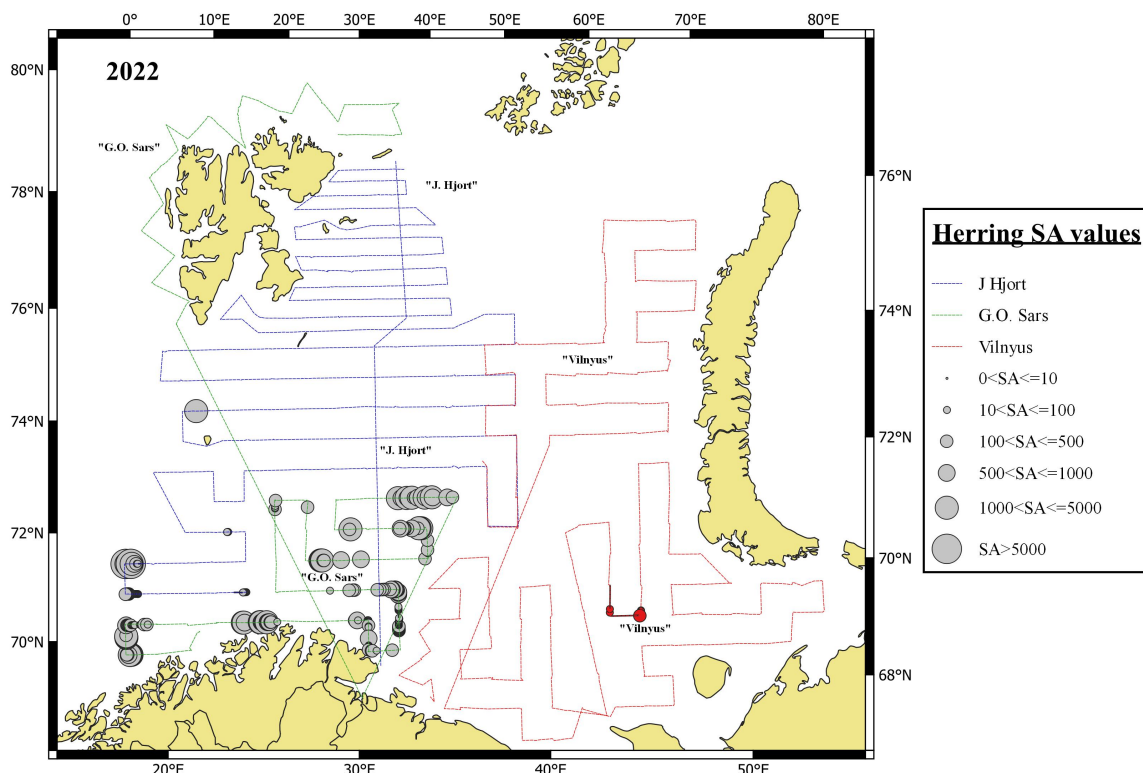 0° 10°E 20°E 30°E 40°E 50°E 60°E 70°E 80°E
80°N
2022
"G.O. Sars"
78°N
76°N
"J. Hjort"
76°N
74°N
"Vilnyus"
74°N
72°N
"J. Hjort"
72°N
70°N
"G.O. Sars"
"Vilnyus"
70°N
68°N
20°E 30°E 40°E 50°E
Herring SA values
J Hjort
G.O. Sars
Vilnyus
0<SA<=10
10<SA<=100
100<SA<=500
500<SA<=1000
1000<SA<=5000
SA>5000